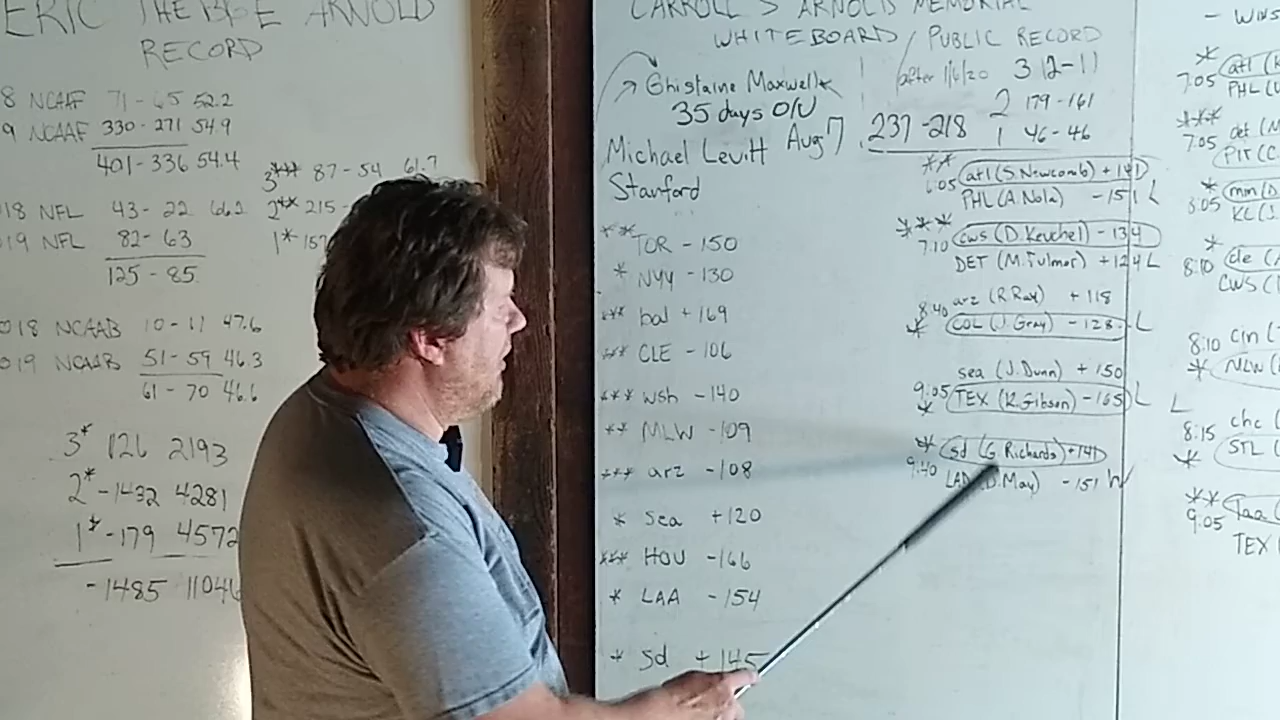 ERIC THE BGE ARNOLD
RECORD
8 NCAAF 71-65 52.2
9 NCAAF 330-271 54.9
401-336 54.4
3*** 87-54 61.7
18 NFL 43-22 66.2 2** 215-
19 NFL 82-63 1* 157
125-85
2018 NCAAB 10-11 47.6
2019 NCAAB 51-59 46.3
61-70 46.6
3* 126 2193
2* -1432 4281
1* -179 4572
-1485 11046
CARROLL > ARNOLDS MEMORIAL
WHITEBOARD / PUBLIC RECORD
Ghislaine Maxwell
35 days O/U
Michael Levitt Aug 7
Stanford
after 1/6/20 3 12-11
2 179-161
237-218 1 46-46
** TOR -150
* NYY -130
*** bal +169
*** CLE -106
*** wsh -140
** MLW -109
*** arz -108
* sea +120
*** HOU -166
* LAA -154
* sd +145
**
6:05 atl (S. Newcomb) +141
PHL (A. Nola) -151 L
***
7:10 cws (D. Keuchel) -134
DET (M. Fulmer) +124 L
8:40 arz (R. Ray) +118
* COL (J. Gray) -128 L
sea (J. Dunn) +150
9:05 TEX (K. Gibson) -165 L
*
* sd (G. Richards) +141
9:40 LAD (D. May) -151 W
- WINS
*
7:05 atl (
PHL (
***
7:05 det (M
PIT (C
*
8:05 min (D
KC (J
*
8:10 cle (
CWS (
8:10 cin (
* MLW (
L
8:15 chc (
* STL (
**
9:05 laa (
TEX (